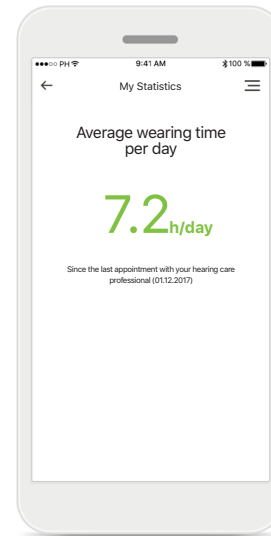 PH 9:41 AM 100 %
My Statistics
Average wearing time
per day
7.2h/day
Since the last appointment with your hearing care
professional (01.12.2017)